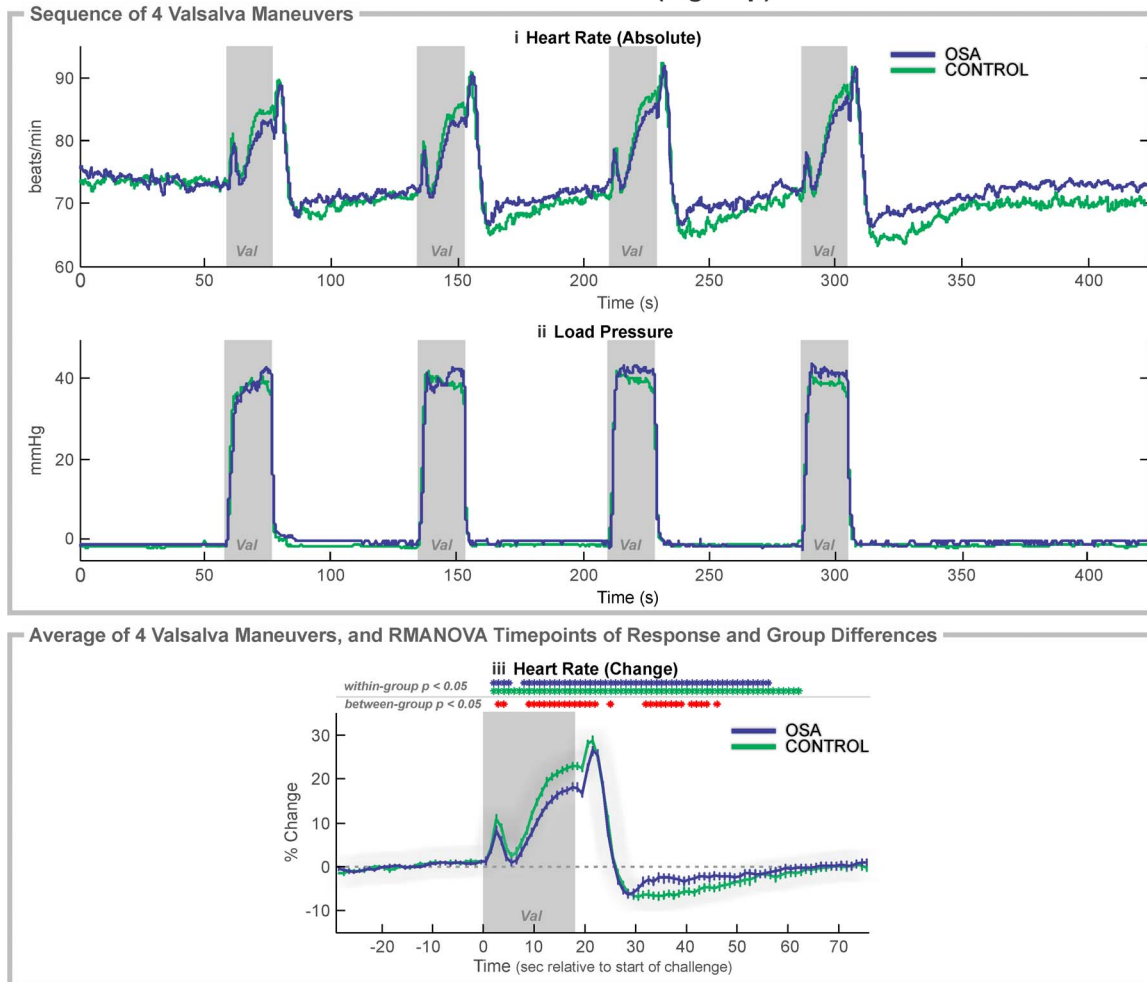 Sequence of 4 Valsalva Maneuvers
i Heart Rate (Absolute)
OSA
CONTROL
90
80
70
60
beats/min
Val
Val
Val
Val
0
50
100
150
200
250
300
350
400
Time (s)
ii Load Pressure
40
20
0
mmHg
Val
Val
Val
Val
0
50
100
150
200
250
300
350
400
Time (s)
Average of 4 Valsalva Maneuvers, and RMANOVA Timepoints of Response and Group Differences
iii Heart Rate (Change)
within-group p < 0.05
between-group p < 0.05
OSA
CONTROL
30
20
10
0
-10
% Change
Val
-20
-10
0
10
20
30
40
50
60
70
Time (sec relative to start of challenge)